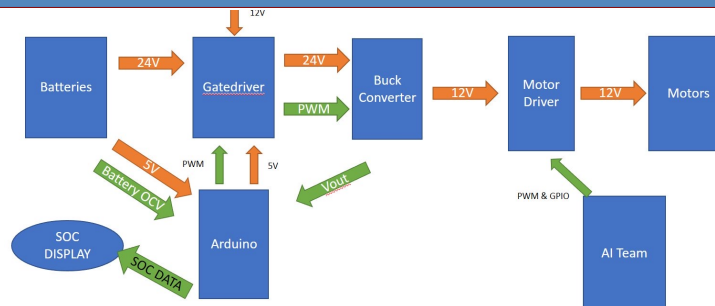 12V
Batteries
24V
Gatedriver
24V
PWM
Buck
Converter
12V
Motor
Driver
12V
Motors
5V
Battery OCV
PWM
5V
Vout
PWM & GPIO
SOC
DISPLAY
SOC DATA
Arduino
AI Team